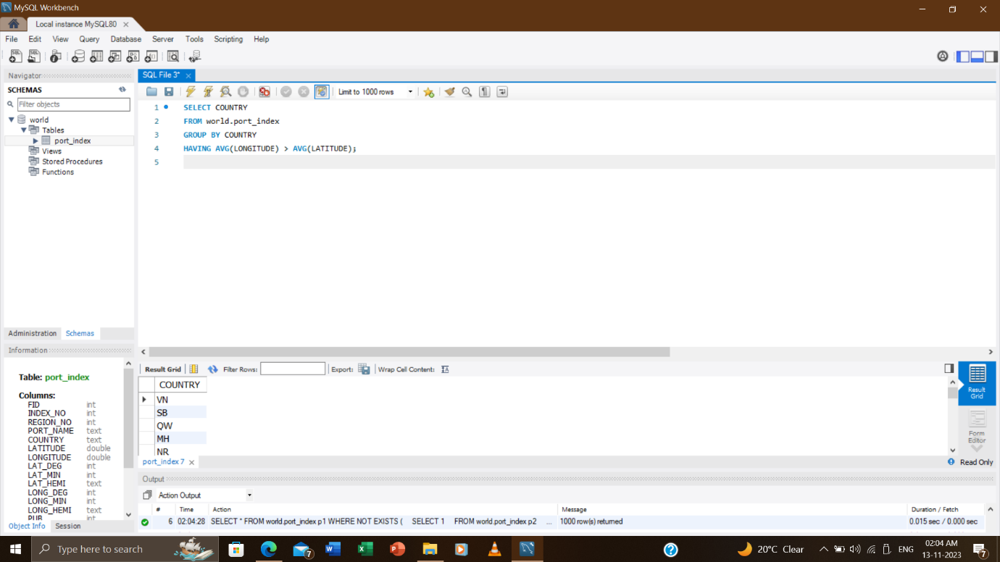 MySQL Workbench
Local instance MySQL80
File Edit View Query Database Server Tools Scripting Help
Navigator
SCHEMAS
Filter objects
world
Tables
port_index
Views
Stored Procedures
Functions
Administration Schemas
Information
Table: port_index
Columns:
FID int
INDEX_NO int
REGION_NO int
PORT_NAME text
COUNTRY text
LATITUDE double
LONGITUDE double
LAT_DEG int
LAT_MIN int
LAT_HEMI text
LONG_DEG int
LONG_MIN int
LONG_HEMI text
PUB int
Object Info Session
SQL File 3*
Limit to 1000 rows
1 SELECT COUNTRY
2 FROM world.port_index
3 GROUP BY COUNTRY
4 HAVING AVG(LONGITUDE) > AVG(LATITUDE);
5
Result Grid Filter Rows: Export: Wrap Cell Content:
COUNTRY
VN
SB
QW
MH
NR
Result Grid
Form Editor
port_index 7
Read Only
Output
Action Output
# Time Action Message Duration / Fetch
6 02:04:28 SELECT * FROM world.port_index p1 WHERE NOT EXISTS ( SELECT 1 FROM world.port_index p2 ... 1000 row(s) returned 0.015 sec / 0.000 sec
Type here to search
7
20°C Clear
ENG
02:04 AM
13-11-2023
7